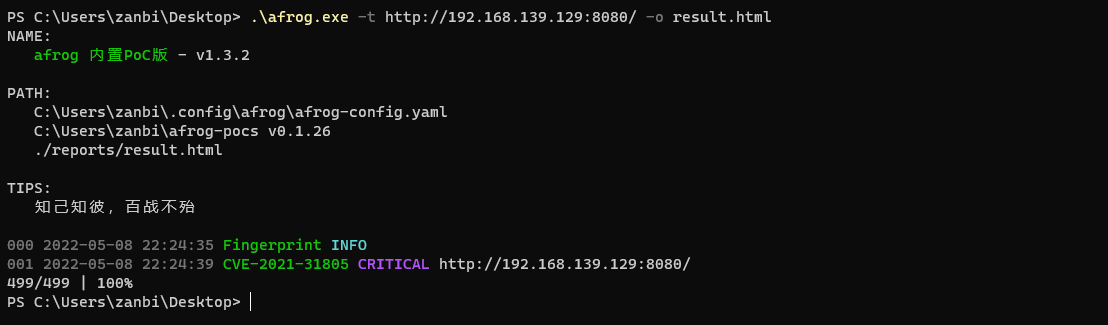 PS C:\Users\zanbi\Desktop> .\afrog.exe -t http://192.168.139.129:8080/ -o result.html
NAME:
afrog 内置PoC版 - v1.3.2
PATH:
C:\Users\zanbi\.config\afrog\afrog-config.yaml
C:\Users\zanbi\afrog-pocs v0.1.26
./reports/result.html
TIPS:
知己知彼，百战不殆
000 2022-05-08 22:24:35 Fingerprint INFO
001 2022-05-08 22:24:39 CVE-2021-31805 CRITICAL http://192.168.139.129:8080/
499/499 | 100%
PS C:\Users\zanbi\Desktop>